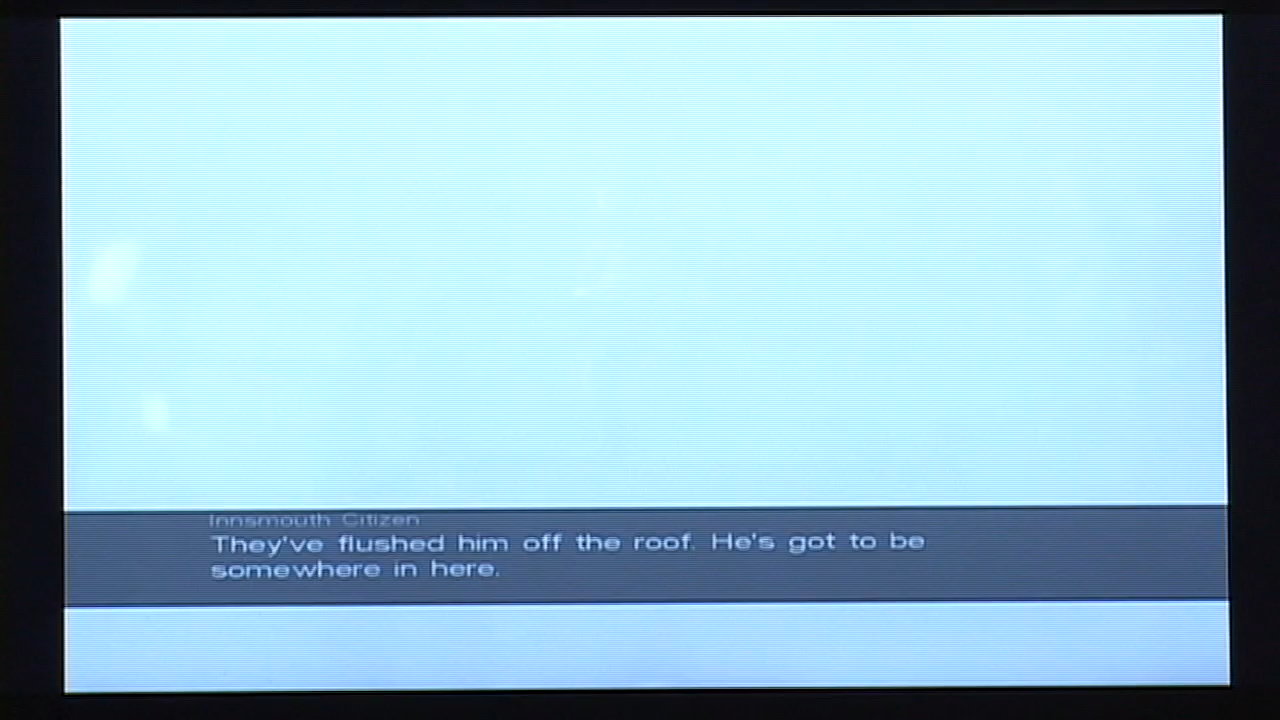 Innsmouth Citizen
They've flushed him off the roof. He's got to be
somewhere in here.